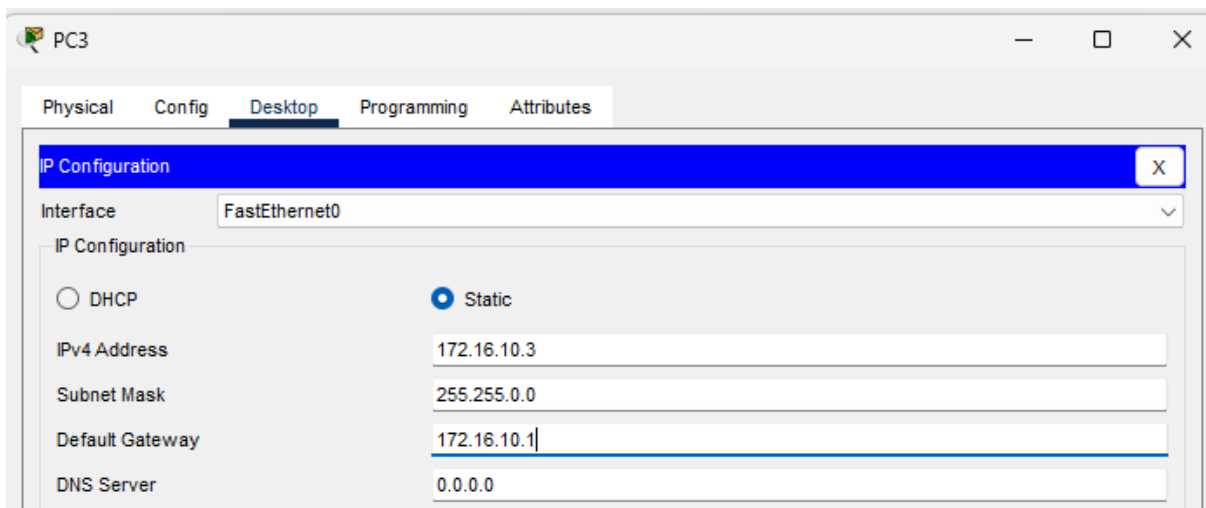 PC3
Physical Config Desktop Programming Attributes
IP Configuration X
Interface FastEthernet0
IP Configuration
DHCP Static
IPv4 Address 172.16.10.3
Subnet Mask 255.255.0.0
Default Gateway 172.16.10.1
DNS Server 0.0.0.0